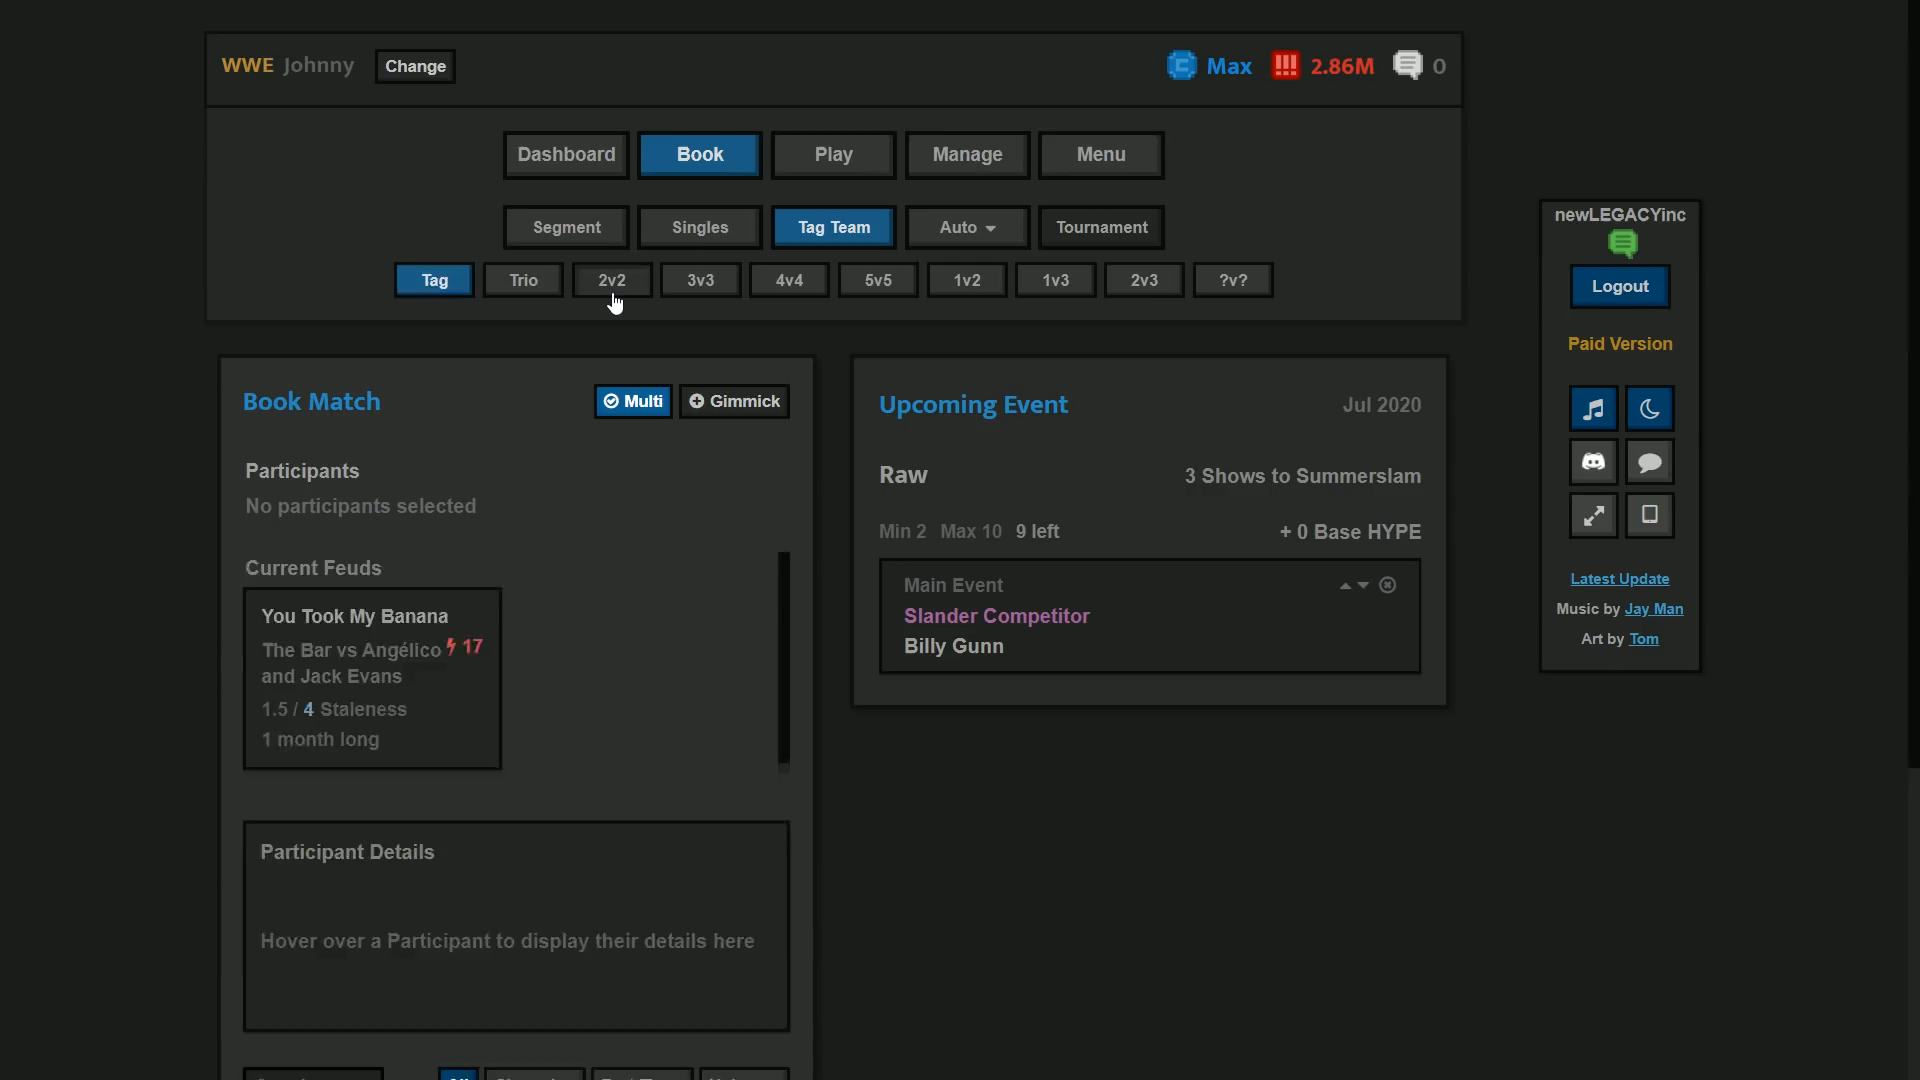 WWE Johnny Change Max 2.86M 0
Dashboard Book Play Manage Menu
Segment Singles Tag Team Auto Tournament
Tag Trio 2v2 3v3 4v4 5v5 1v2 1v3 2v3 ?v?
Book Match Multi Gimmick
Participants
No participants selected
Current Feuds
You Took My Banana
The Bar vs Angélico 17
and Jack Evans
1.5 / 4 Staleness
1 month long
Participant Details
Hover over a Participant to display their details here
All
Upcoming Event Jul 2020
Raw 3 Shows to Summerslam
Min 2 Max 10 9 left + 0 Base HYPE
Main Event
Slander Competitor
Billy Gunn
newLEGACYinc
Logout
Paid Version
Latest Update
Music by Jay Man
Art by Tom